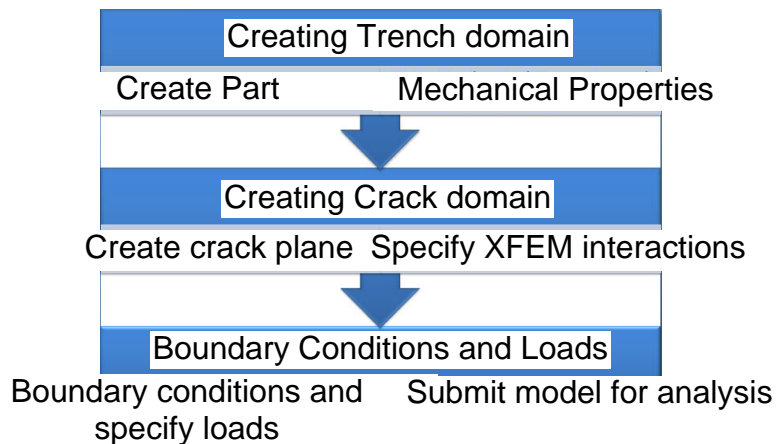 Creating Trench domain
Create Part
Mechanical Properties
Creating Crack domain
Create crack plane
Specify XFEM interactions
Boundary Conditions and Loads
Boundary conditions and
specify loads
Submit model for analysis